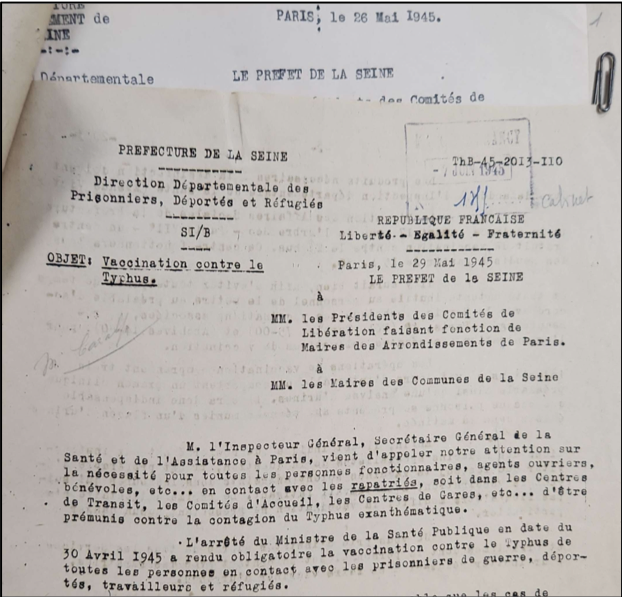 PARIS, le 26 Mai 1945.
MENT de
INE
-:-:-
Départementale
LE PREFET DE LA SEINE
des Comités de
1
PREFECTURE DE LA SEINE
-----------
Direction Départementale des
Prisonniers, Déportés et Réfugiés
---------
SI/B
----
ThB-45-2013-110
1945
cabinet
REPUBLIQUE FRANCAISE
Liberté - Egalité - Fraternité
------------
OBJET: Vaccination contre le
Typhus.
Paris, le 29 Mai 1945
LE PREFET de la SEINE
à
MM. les Présidents des Comités de
Libération faisant fonction de
Maires des Arrondissements de Paris.
à
MM. les Maires des Communes de la Seine
M. l'Inspecteur Général, Secrétaire Général de la
Santé et de l'Assistance à Paris, vient d'appeler notre attention sur
la nécessité pour toutes les personnes fonctionnaires, agents ouvriers,
bénévoles, etc... en contact avec les rapatriés, soit dans les Centres
de Transit, les Comités d'Accueil, les Centres de Gares, etc... d'être
prémunis contre la contagion du Typhus exanthématique.
L'arrêté du Ministre de la Santé Publique en date du
30 Avril 1945 a rendu obligatoire la vaccination contre le Typhus de
toutes les personnes en contact avec les prisonniers de guerre, dépor-
tés, travailleurs et réfugiés.
que les cas de